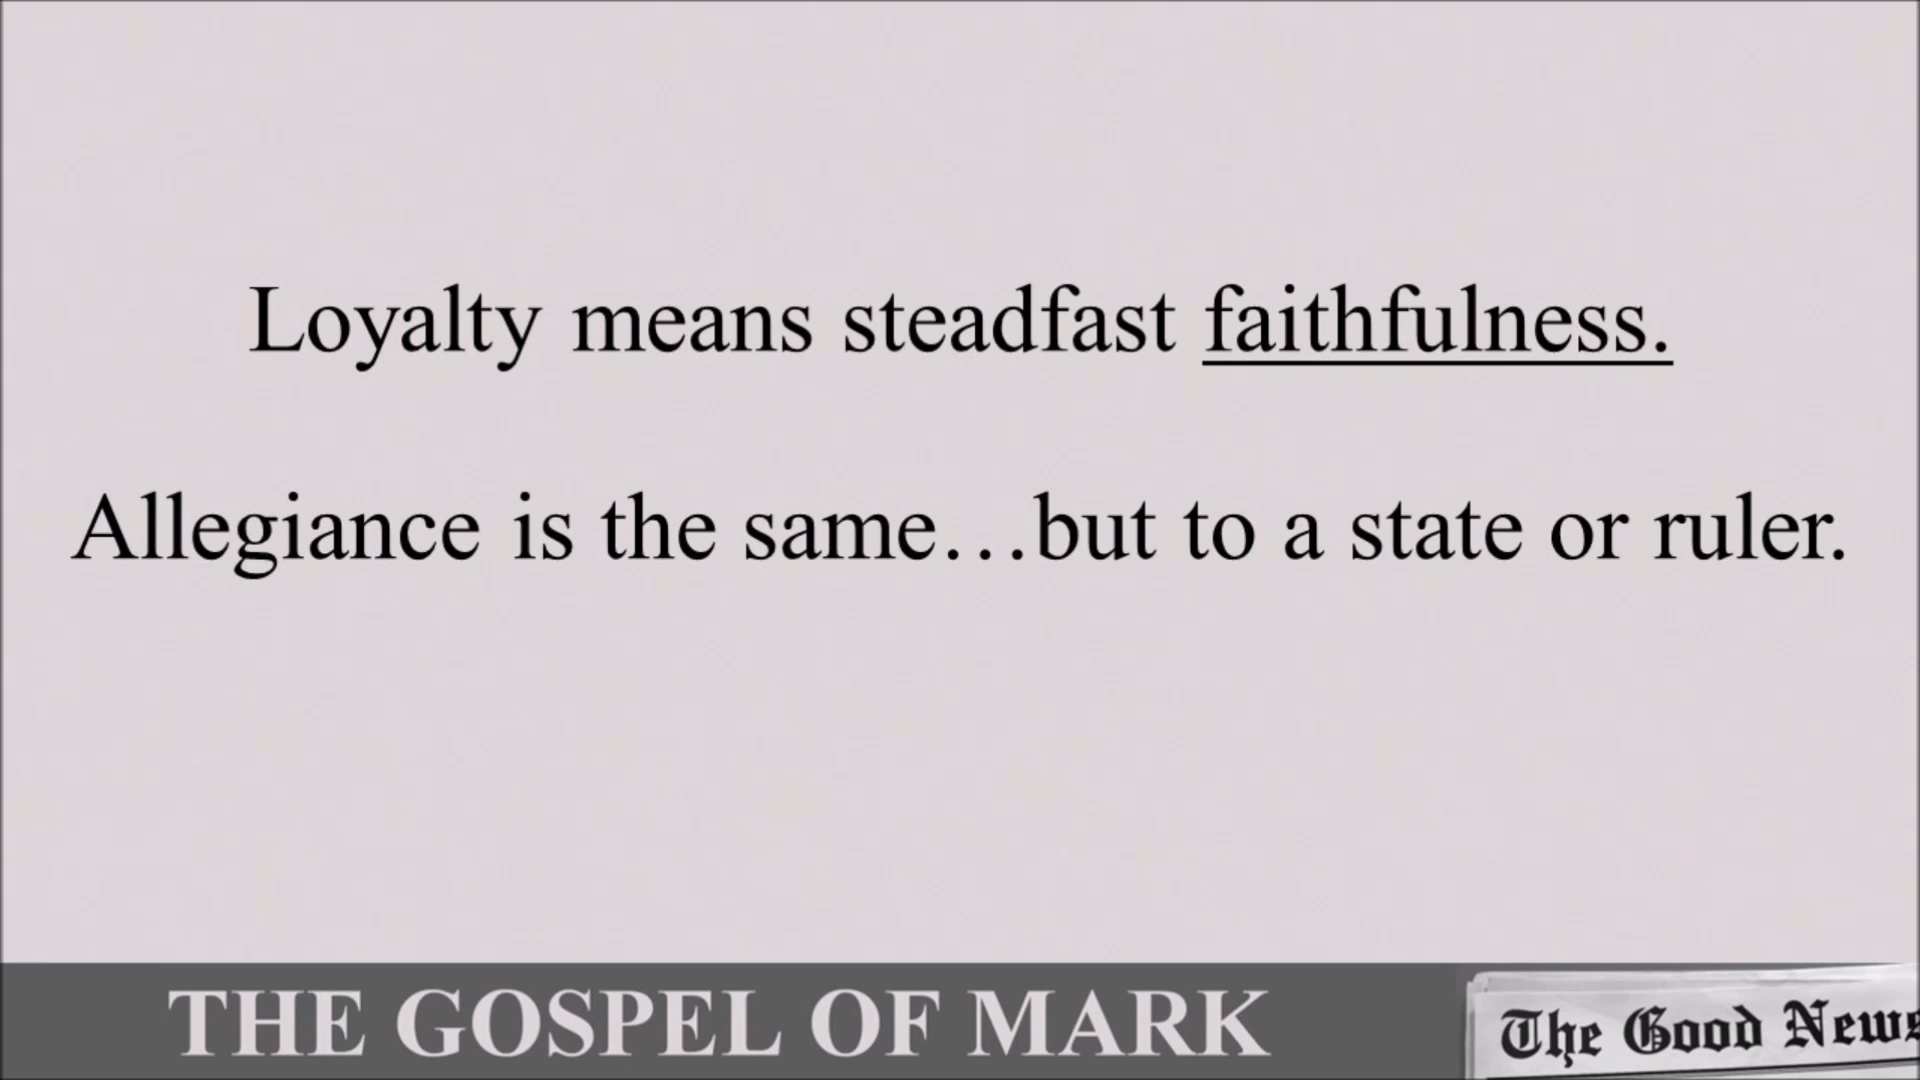 Loyalty means steadfast faithfulness.
Allegiance is the same…but to a state or ruler.
THE GOSPEL OF MARK
The Good News